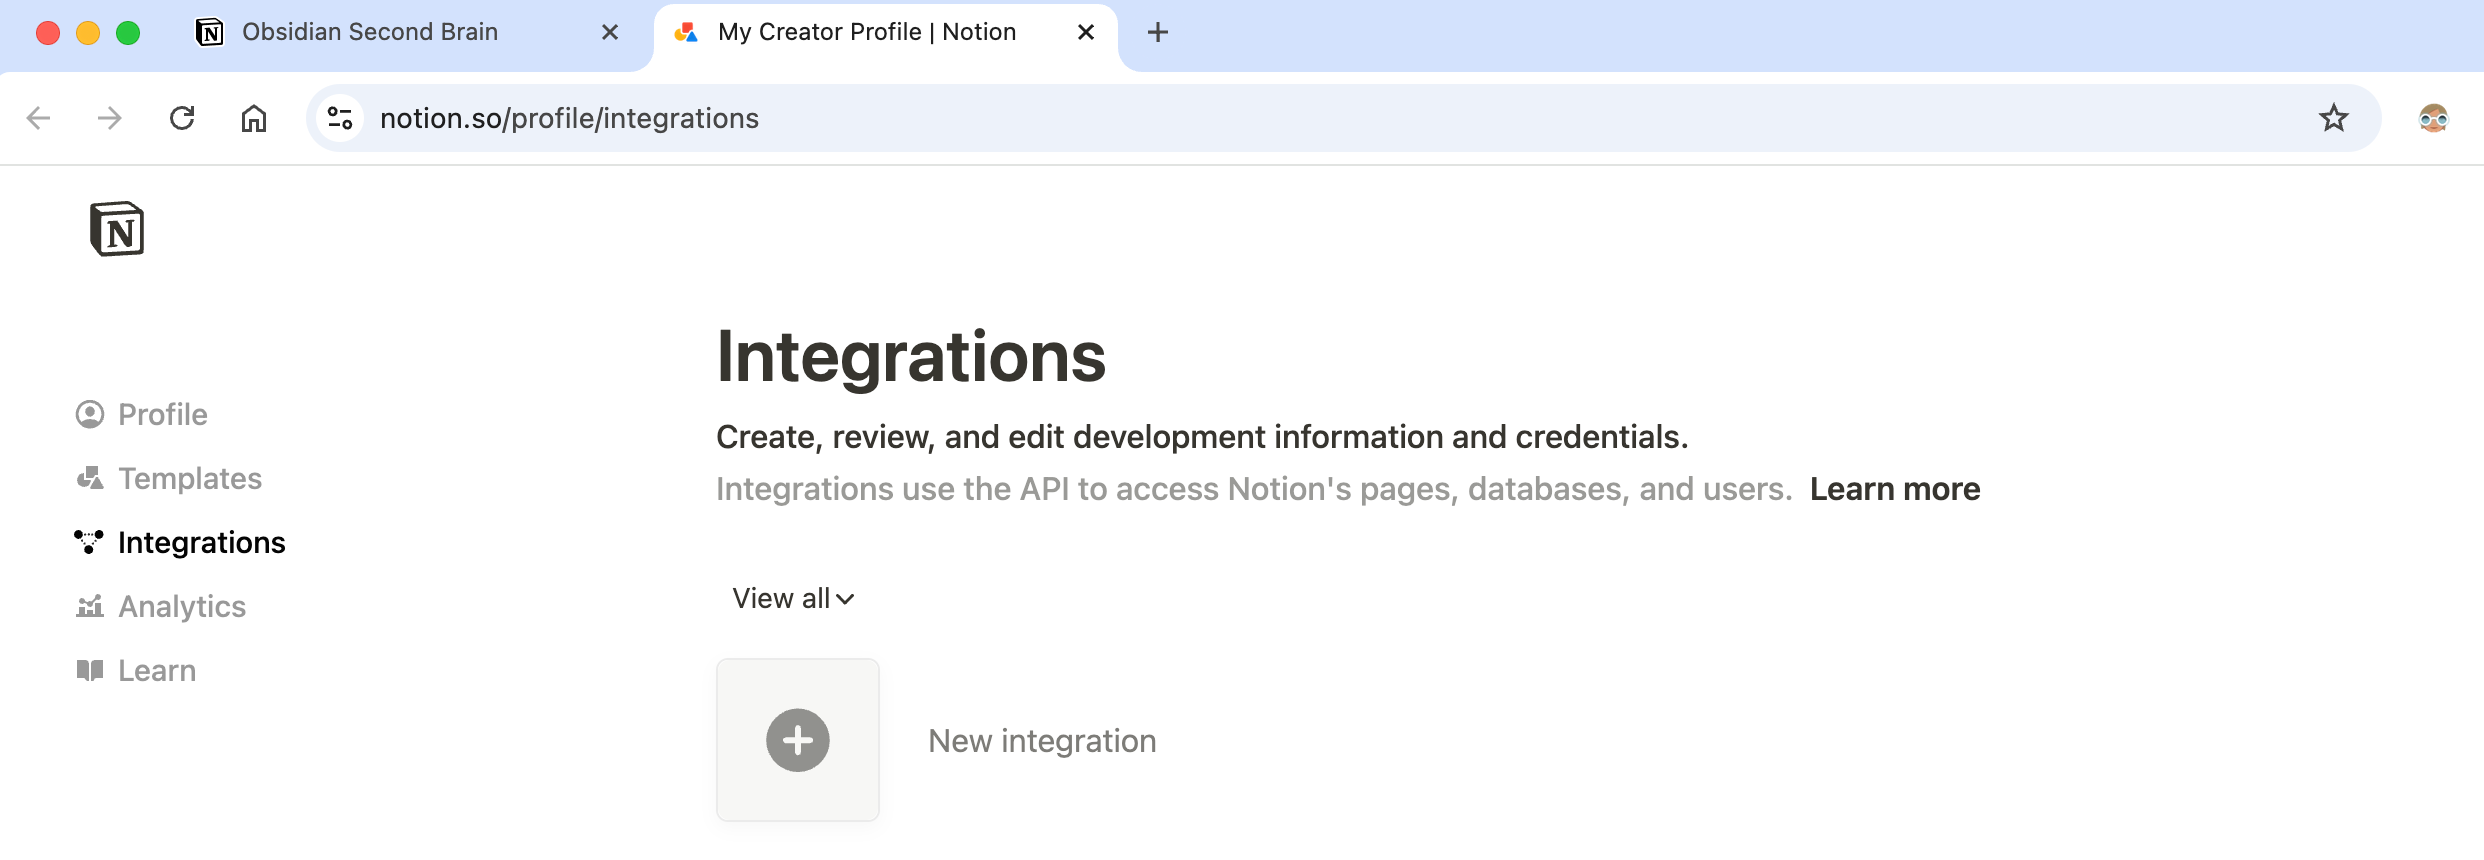 Obsidian Second Brain
My Creator Profile | Notion
notion.so/profile/integrations
N
Profile
Templates
Integrations
Analytics
Learn
Integrations
Create, review, and edit development information and credentials.
Integrations use the API to access Notion's pages, databases, and users. Learn more
View all
New integration